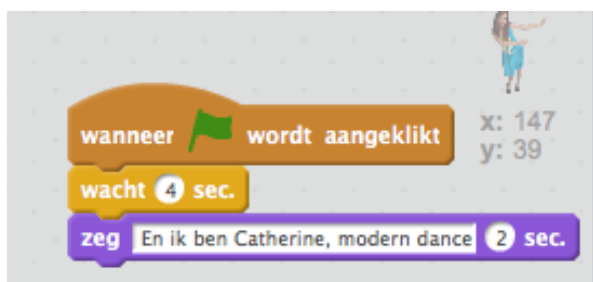 wanneer wordt aangeklikt
x: 147
y: 39
wacht 4 sec.
zeg En ik ben Catherine, modern dance 2 sec.